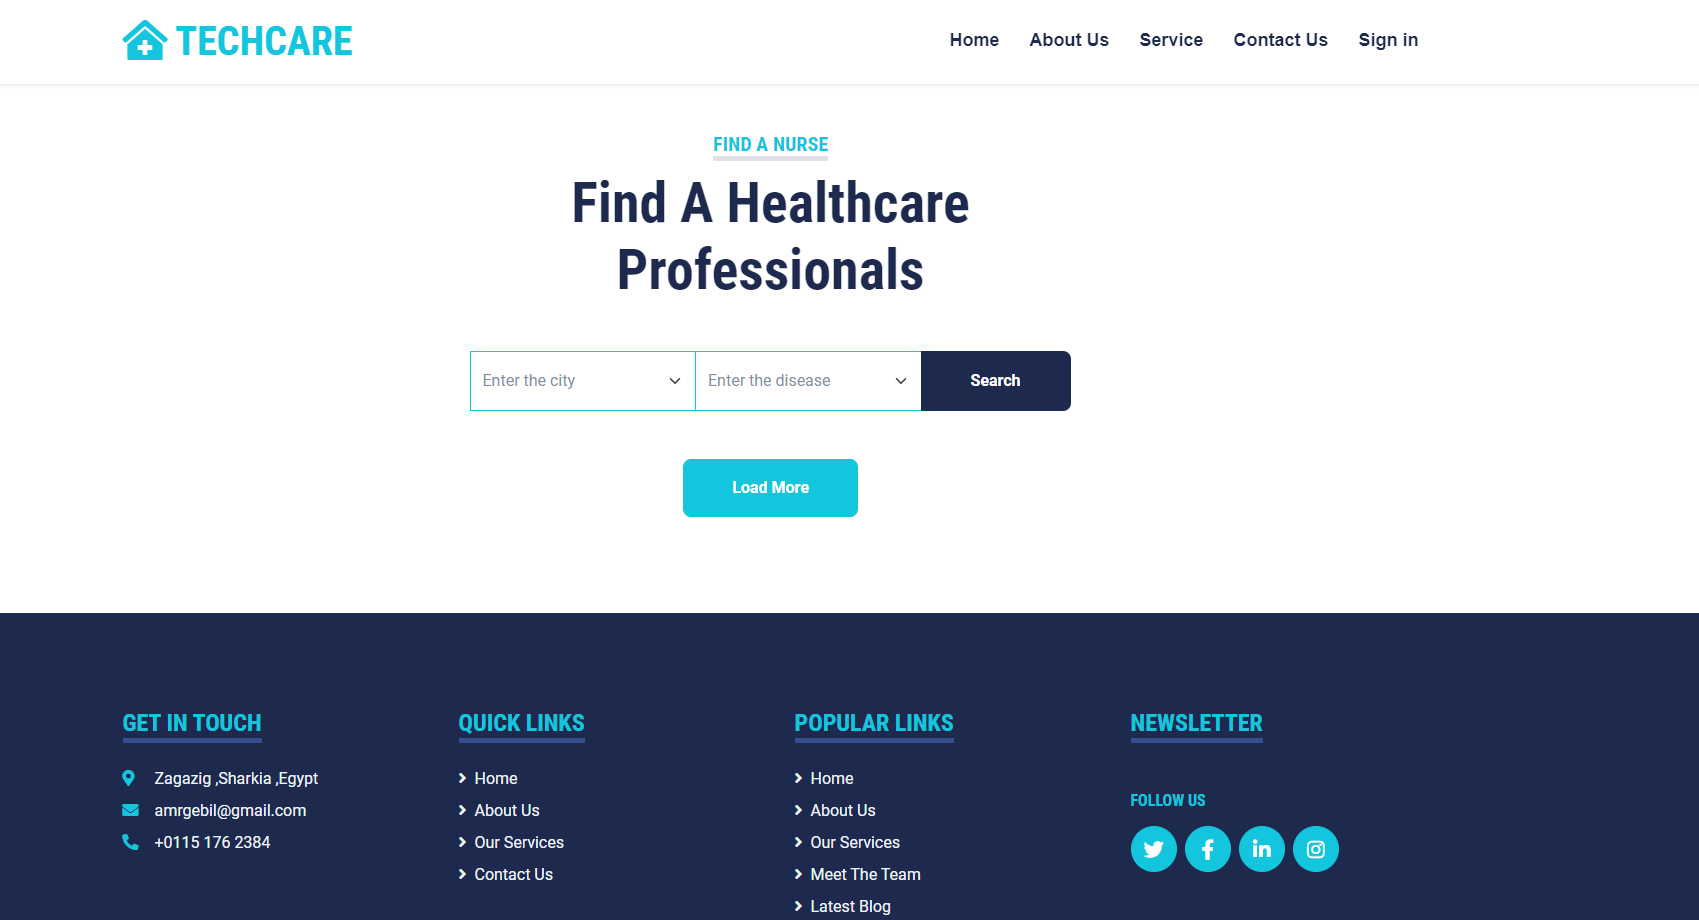 TECHCARE
Home About Us Service Contact Us Sign in
FIND A NURSE
Find A Healthcare
Professionals
Enter the city Enter the disease Search
Load More
GET IN TOUCH
Zagazig ,Sharkia ,Egypt
amrgebil@gmail.com
+0115 176 2384
QUICK LINKS
Home
About Us
Our Services
Contact Us
POPULAR LINKS
Home
About Us
Our Services
Meet The Team
Latest Blog
NEWSLETTER
FOLLOW US